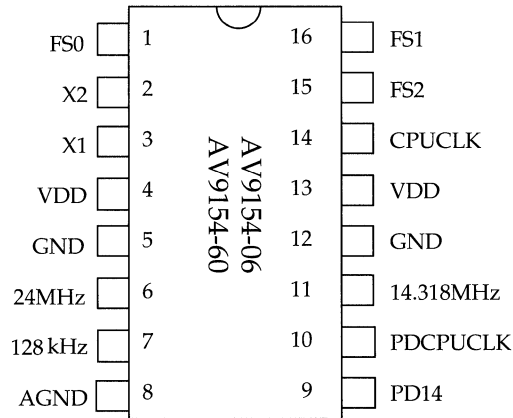 FS0 1 16 FS1
X2 2 15 FS2
X1 3 14 CPUCLK
VDD 4 13 VDD
GND 5 12 GND
24MHz 6 11 14.318MHz
128 kHz 7 10 PDCPUCLK
AGND 8 9 PD14
AV9154-06
AV9154-60